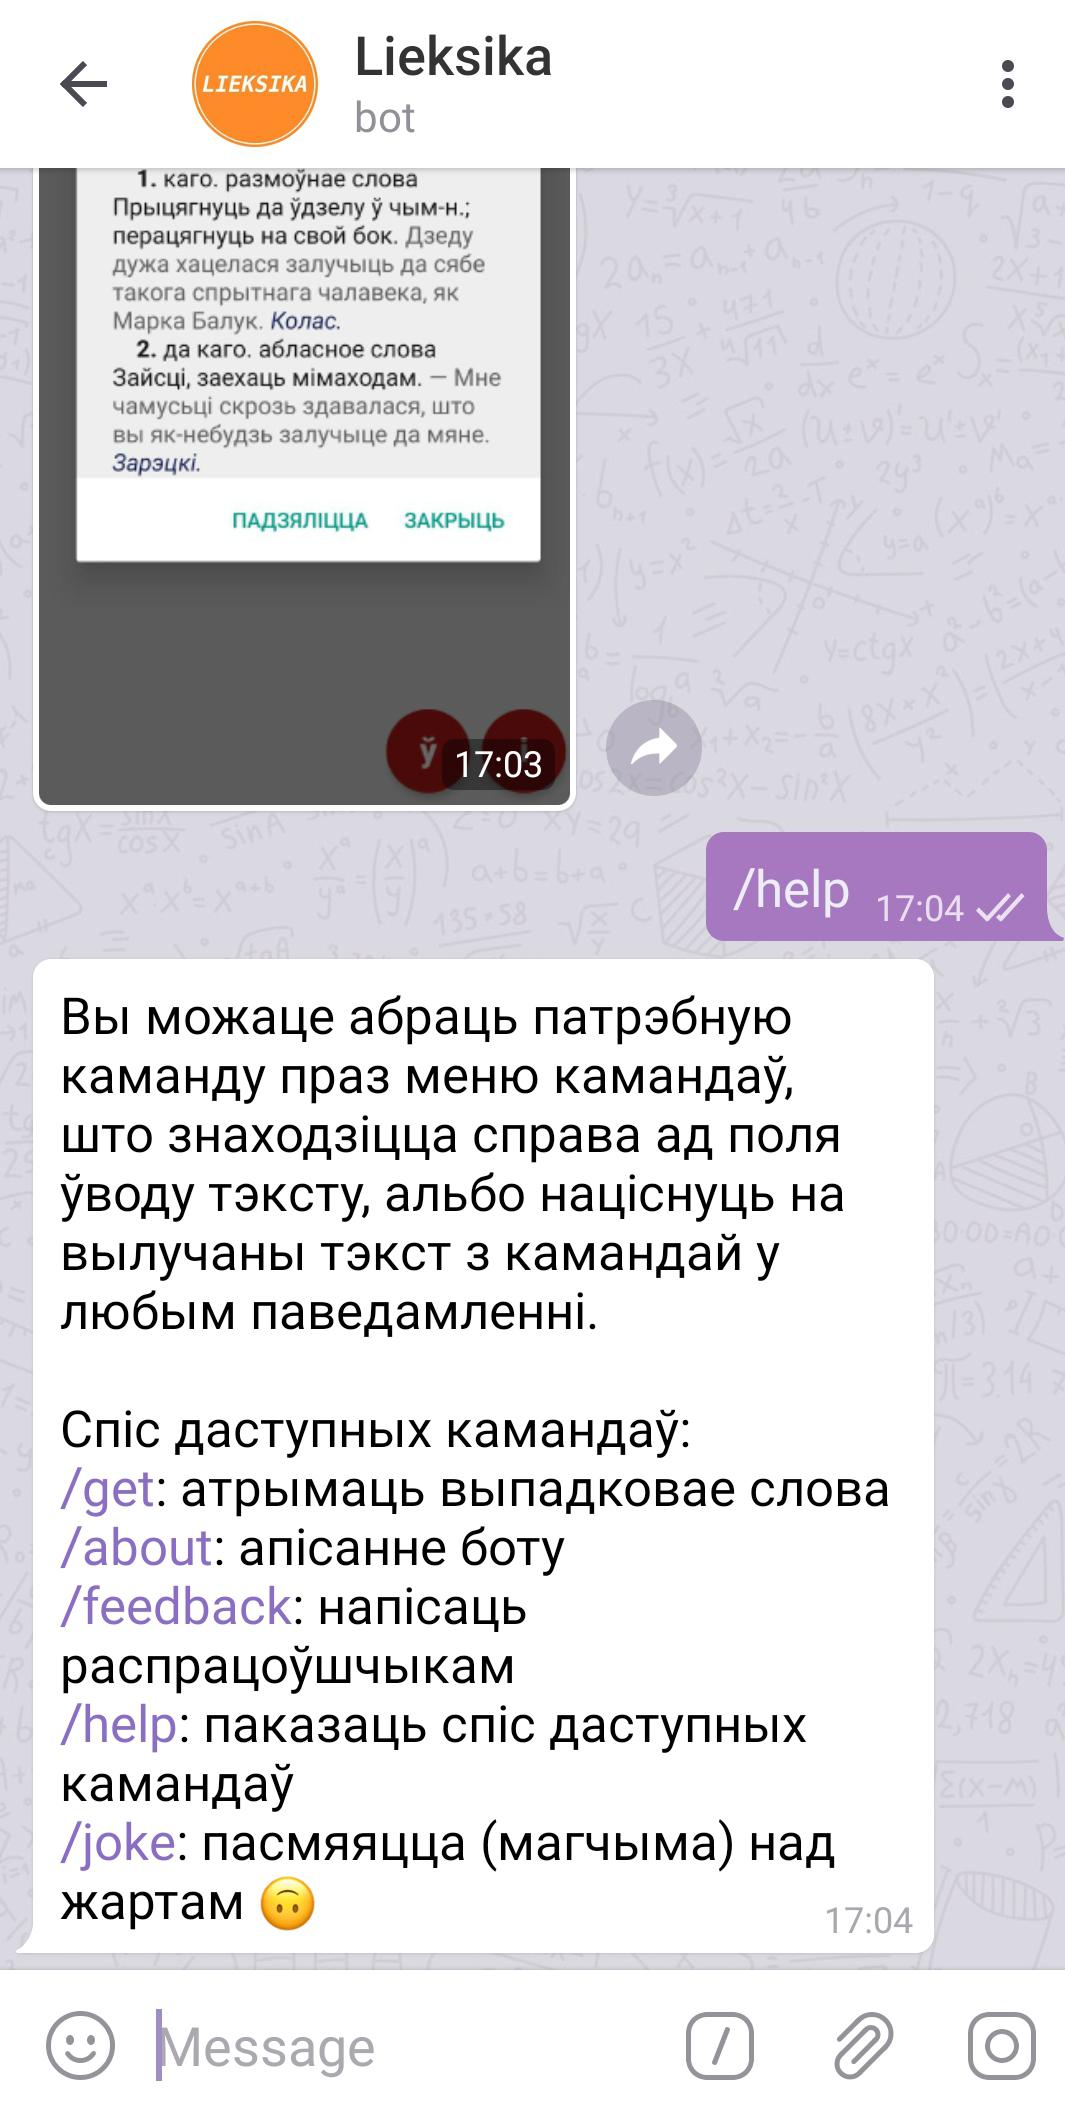 LIEKSIKA
Lieksika
bot
1. каго. размоўнае слова
Прыцягнуць да ўдзелу ў чым-н.;
перацягнуць на свой бок. Дзеду
дужа хацелася залучыць да сябе
такога спрытнага чалавека, як
Марка Балук. Колас.
2. да каго. абласное слова
Зайсці, заехаць мімаходам. — Мне
чамусьці скрозь здавалася, што
вы як-небудзь залучыце да мяне.
Зарэцкі.
ПАДЗЯЛІЦЦА ЗАКРЫЦЬ
ў і
17:03
/help 17:04
Вы можаце абраць патрэбную
каманду праз меню камандаў,
што знаходзіцца справа ад поля
ўводу тэксту, альбо націснуць на
вылучаны тэкст з камандай у
любым паведамленні.
Спіс даступных камандаў:
/get: атрымаць выпадковае слова
/about: апісанне боту
/feedback: напісаць
распрацоўшчыкам
/help: паказаць спіс даступных
камандаў
/joke: пасмяяцца (магчыма) над
жартам 🙃
17:04
Message